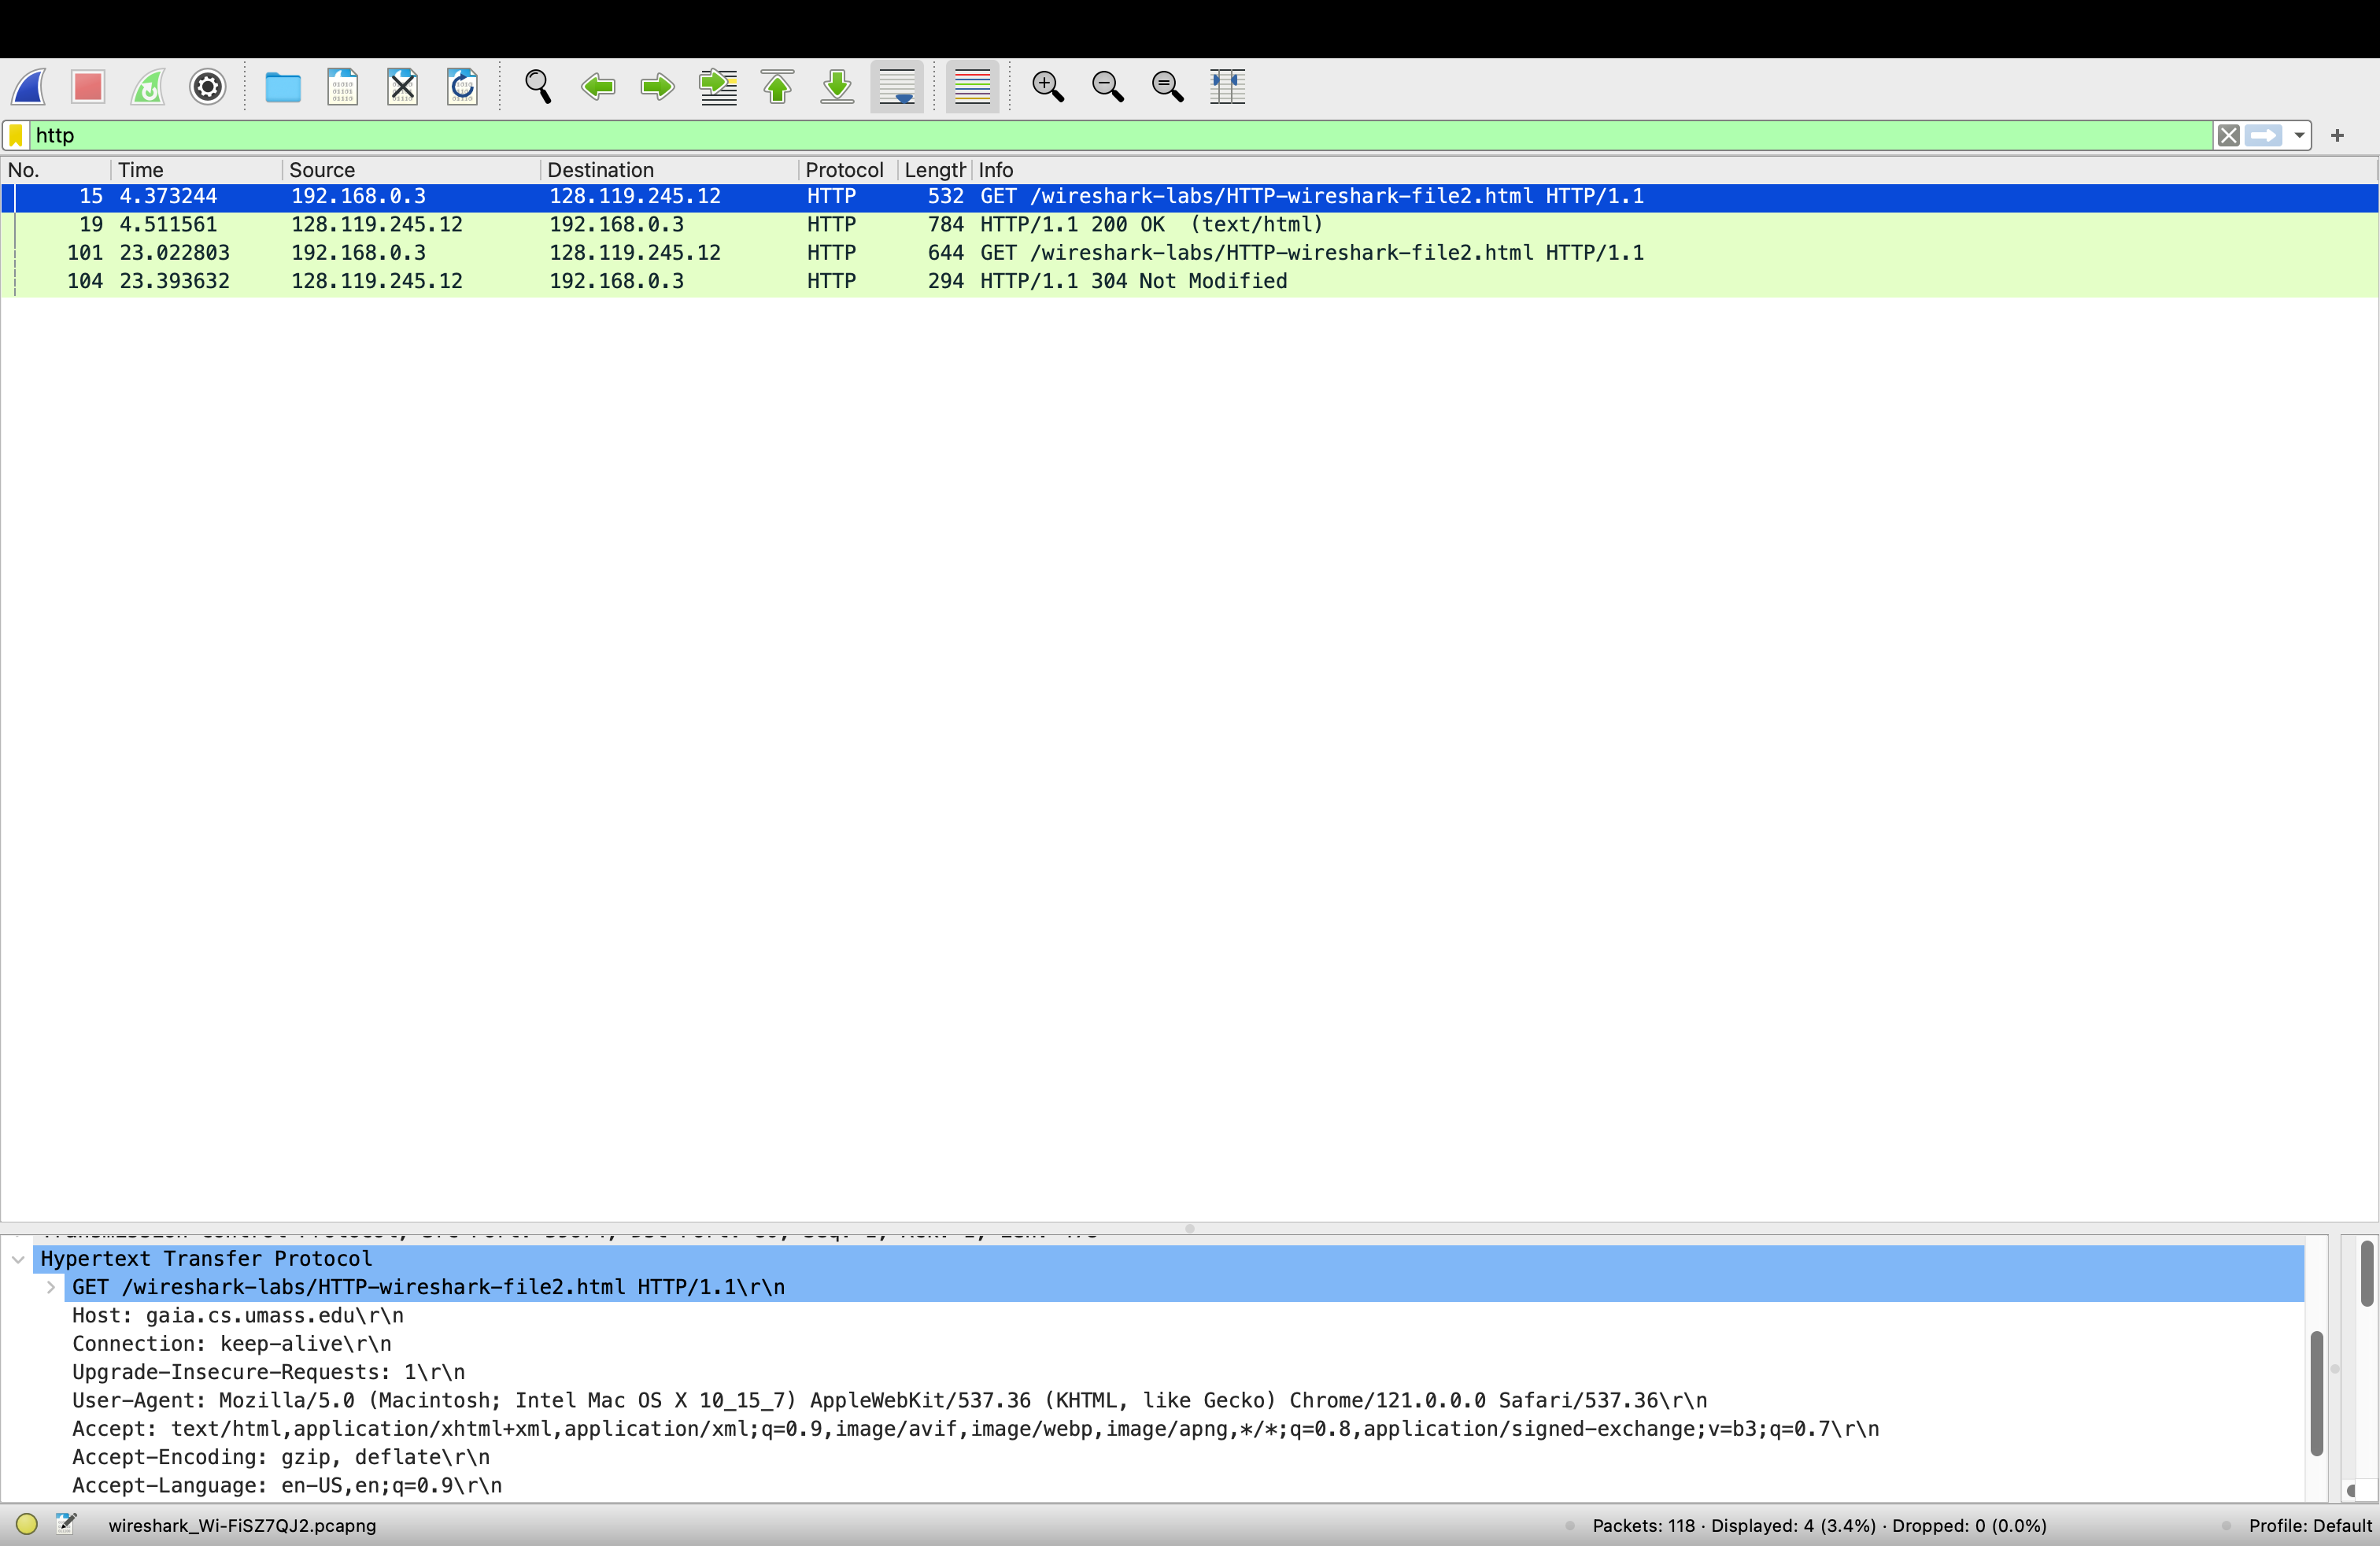 http
No. Time Source Destination Protocol Length Info
15 4.373244 192.168.0.3 128.119.245.12 HTTP 532 GET /wireshark-labs/HTTP-wireshark-file2.html HTTP/1.1
19 4.511561 128.119.245.12 192.168.0.3 HTTP 784 HTTP/1.1 200 OK (text/html)
101 23.022803 192.168.0.3 128.119.245.12 HTTP 644 GET /wireshark-labs/HTTP-wireshark-file2.html HTTP/1.1
104 23.393632 128.119.245.12 192.168.0.3 HTTP 294 HTTP/1.1 304 Not Modified
Hypertext Transfer Protocol
GET /wireshark-labs/HTTP-wireshark-file2.html HTTP/1.1\r\n
Host: gaia.cs.umass.edu\r\n
Connection: keep-alive\r\n
Upgrade-Insecure-Requests: 1\r\n
User-Agent: Mozilla/5.0 (Macintosh; Intel Mac OS X 10_15_7) AppleWebKit/537.36 (KHTML, like Gecko) Chrome/121.0.0.0 Safari/537.36\r\n
Accept: text/html,application/xhtml+xml,application/xml;q=0.9,image/avif,image/webp,image/apng,*/*;q=0.8,application/signed-exchange;v=b3;q=0.7\r\n
Accept-Encoding: gzip, deflate\r\n
Accept-Language: en-US,en;q=0.9\r\n
wireshark_Wi-FiSZ7QJ2.pcapng Packets: 118 · Displayed: 4 (3.4%) · Dropped: 0 (0.0%) Profile: Default